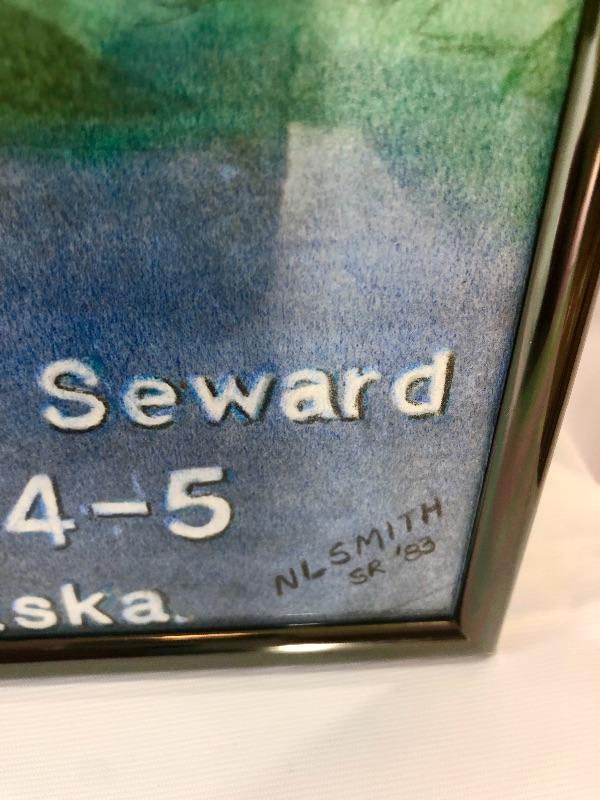 Seward
4-5
ska
NLSMITH
SR '83